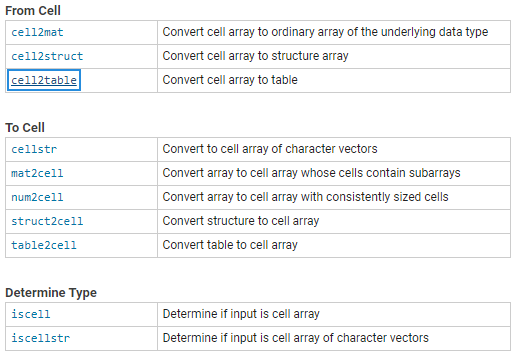 From Cell
cell2mat Convert cell array to ordinary array of the underlying data type
cell2struct Convert cell array to structure array
cell2table Convert cell array to table
To Cell
cellstr Convert to cell array of character vectors
mat2cell Convert array to cell array whose cells contain subarrays
num2cell Convert array to cell array with consistently sized cells
struct2cell Convert structure to cell array
table2cell Convert table to cell array
Determine Type
iscell Determine if input is cell array
iscellstr Determine if input is cell array of character vectors